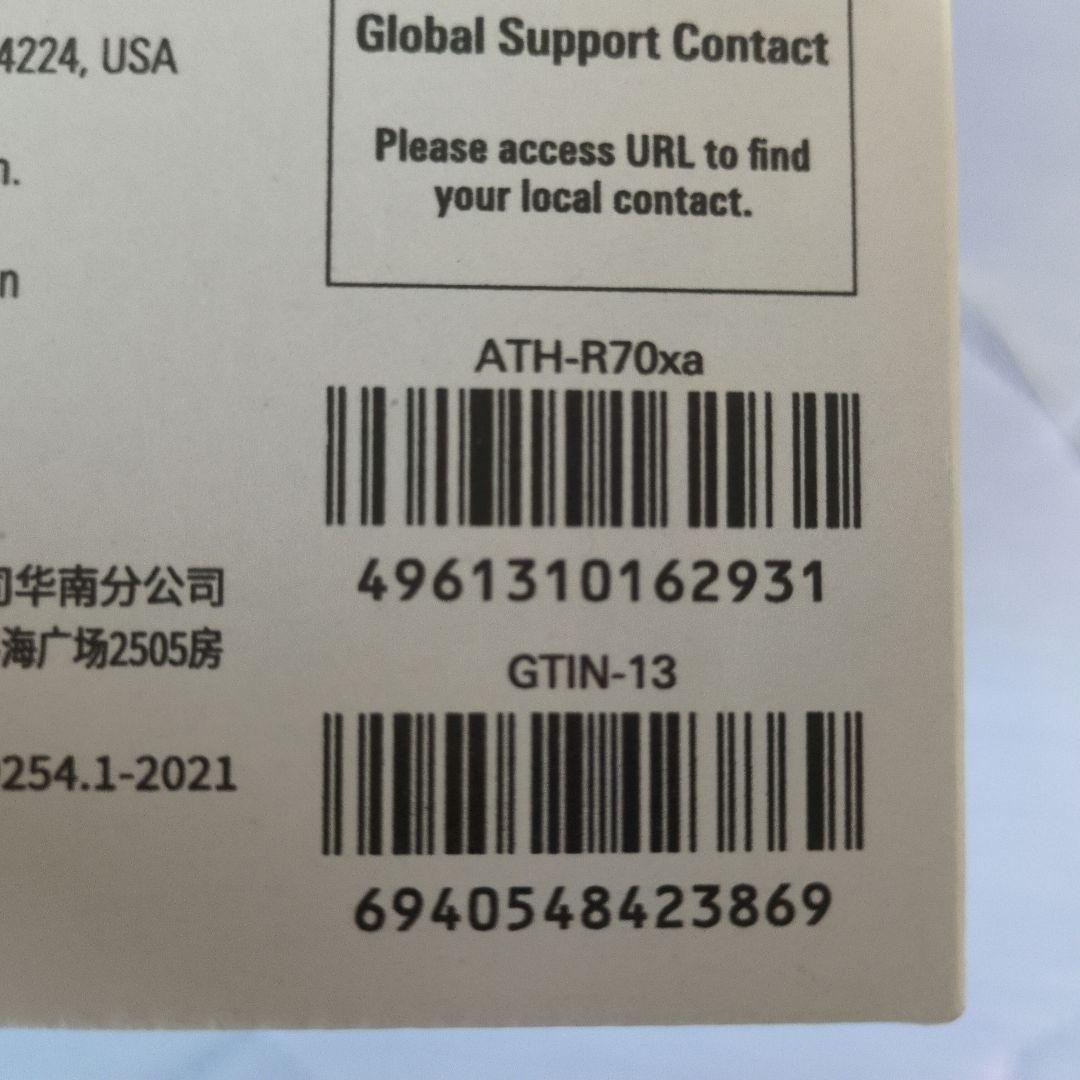 4224, USA
n.
n
司华南分公司
海广场2505房
254.1-2021
Global Support Contact
Please access URL to find
your local contact.
ATH-R70xa
4961310162931
GTIN-13
6940548423869